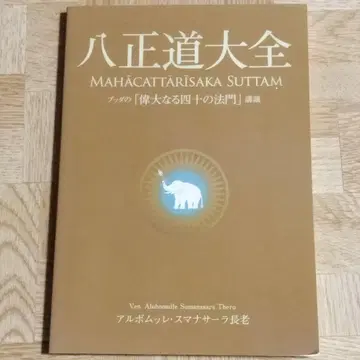 八正道大全
MAHĀCATTĀRĪSAKA SUTTAṂ
ブッダの「偉大なる四十の法門」講義
Ven. Alubomulle Sumanasara Thera
アルボムッレ・スマナサーラ長老